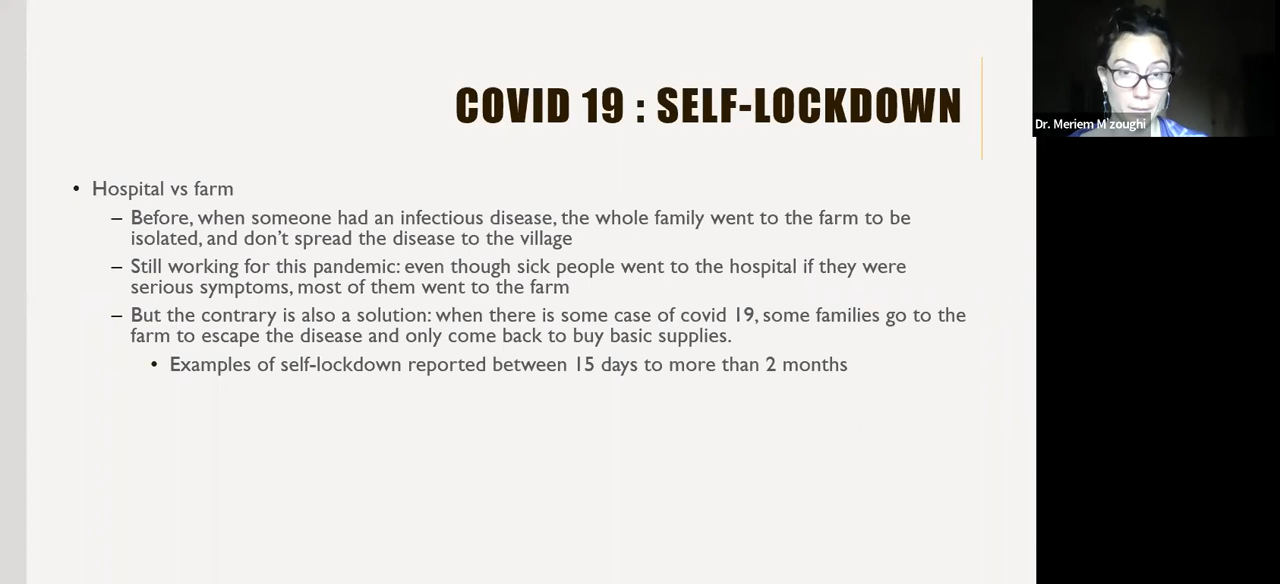 COVID 19 : SELF-LOCKDOWN
Dr. Meriem M'zoughi
• Hospital vs farm
– Before, when someone had an infectious disease, the whole family went to the farm to be
isolated, and don't spread the disease to the village
– Still working for this pandemic: even though sick people went to the hospital if they were
serious symptoms, most of them went to the farm
– But the contrary is also a solution: when there is some case of covid 19, some families go to the
farm to escape the disease and only come back to buy basic supplies.
• Examples of self-lockdown reported between 15 days to more than 2 months